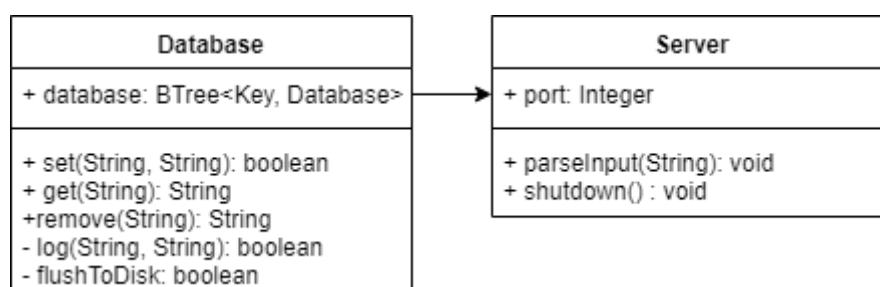 Database
+ database: BTree<Key, Database>
+ set(String, String): boolean
+ get(String): String
+remove(String): String
- log(String, String): boolean
- flushToDisk: boolean
Server
+ port: Integer
+ parseInput(String): void
+ shutdown() : void